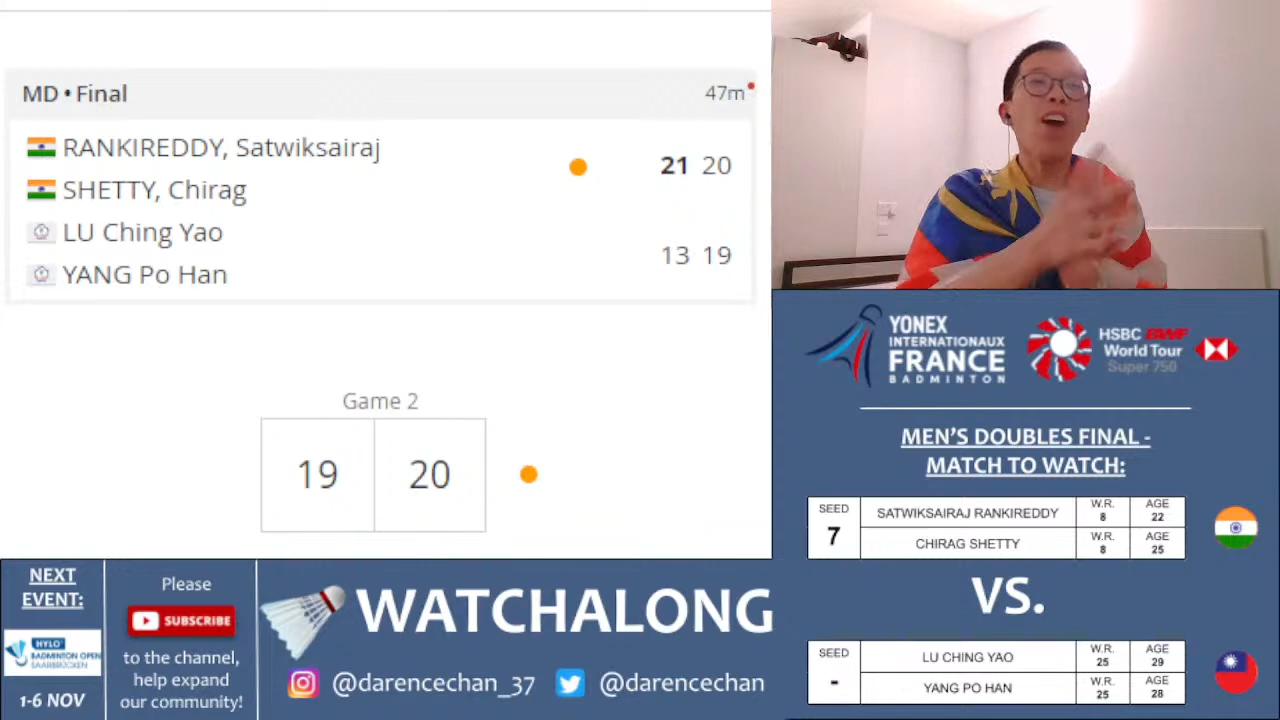 MD • Final
47m
RANKIREDDY, Satwiksairaj
21 20
SHETTY, Chirag
LU Ching Yao
13 19
YANG Po Han
Game 2
19 20
YONEX
INTERNATIONAUX
FRANCE
BADMINTON
HSBC BWF
World Tour
Super 750
MEN'S DOUBLES FINAL -
MATCH TO WATCH:
SEED
7
SATWIKSAIRAJ RANKIREDDY
W.R.
8
AGE
22
CHIRAG SHETTY
W.R.
8
AGE
25
VS.
SEED
-
LU CHING YAO
W.R.
25
AGE
29
YANG PO HAN
W.R.
25
AGE
28
NEXT
EVENT:
HYLO
BADMINTON OPEN
SAARBRÜCKEN
1-6 NOV
Please
SUBSCRIBE
to the channel,
help expand
our community!
WATCHALONG
@darencechan_37
@darencechan